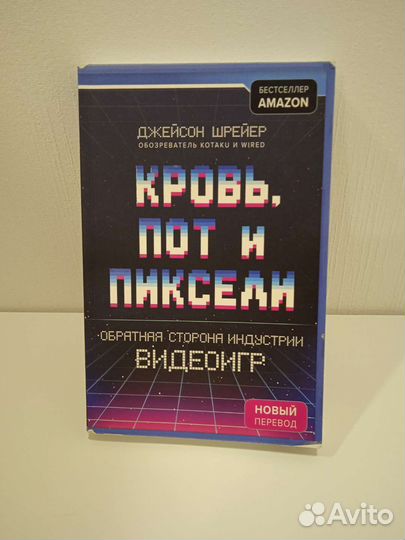 БЕСТСЕЛЛЕР
AMAZON
ДЖЕЙСОН ШРЕЙЕР
ОБОЗРЕВАТЕЛЬ KOTAKU И WIRED
КРОВЬ,
ПОТ И
ПИКСЕЛИ
ОБРАТНАЯ СТОРОНА ИНДУСТРИИ
ВИДЕОИГР
НОВЫЙ
ПЕРЕВОД
Avito